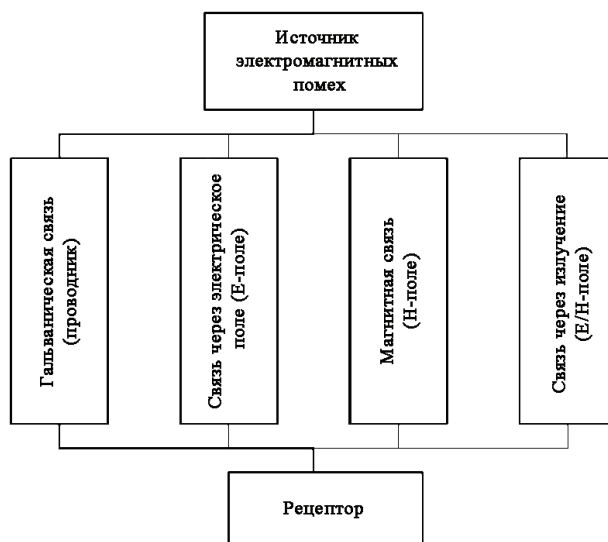 Источник
электромагнитных
помех
Гальваническая связь
(проводник)
Связь через электрическое
поле (Е-поле)
Магнитная связь
(Н-поле)
Связь через излучение
(Е/Н-поле)
Рецептор